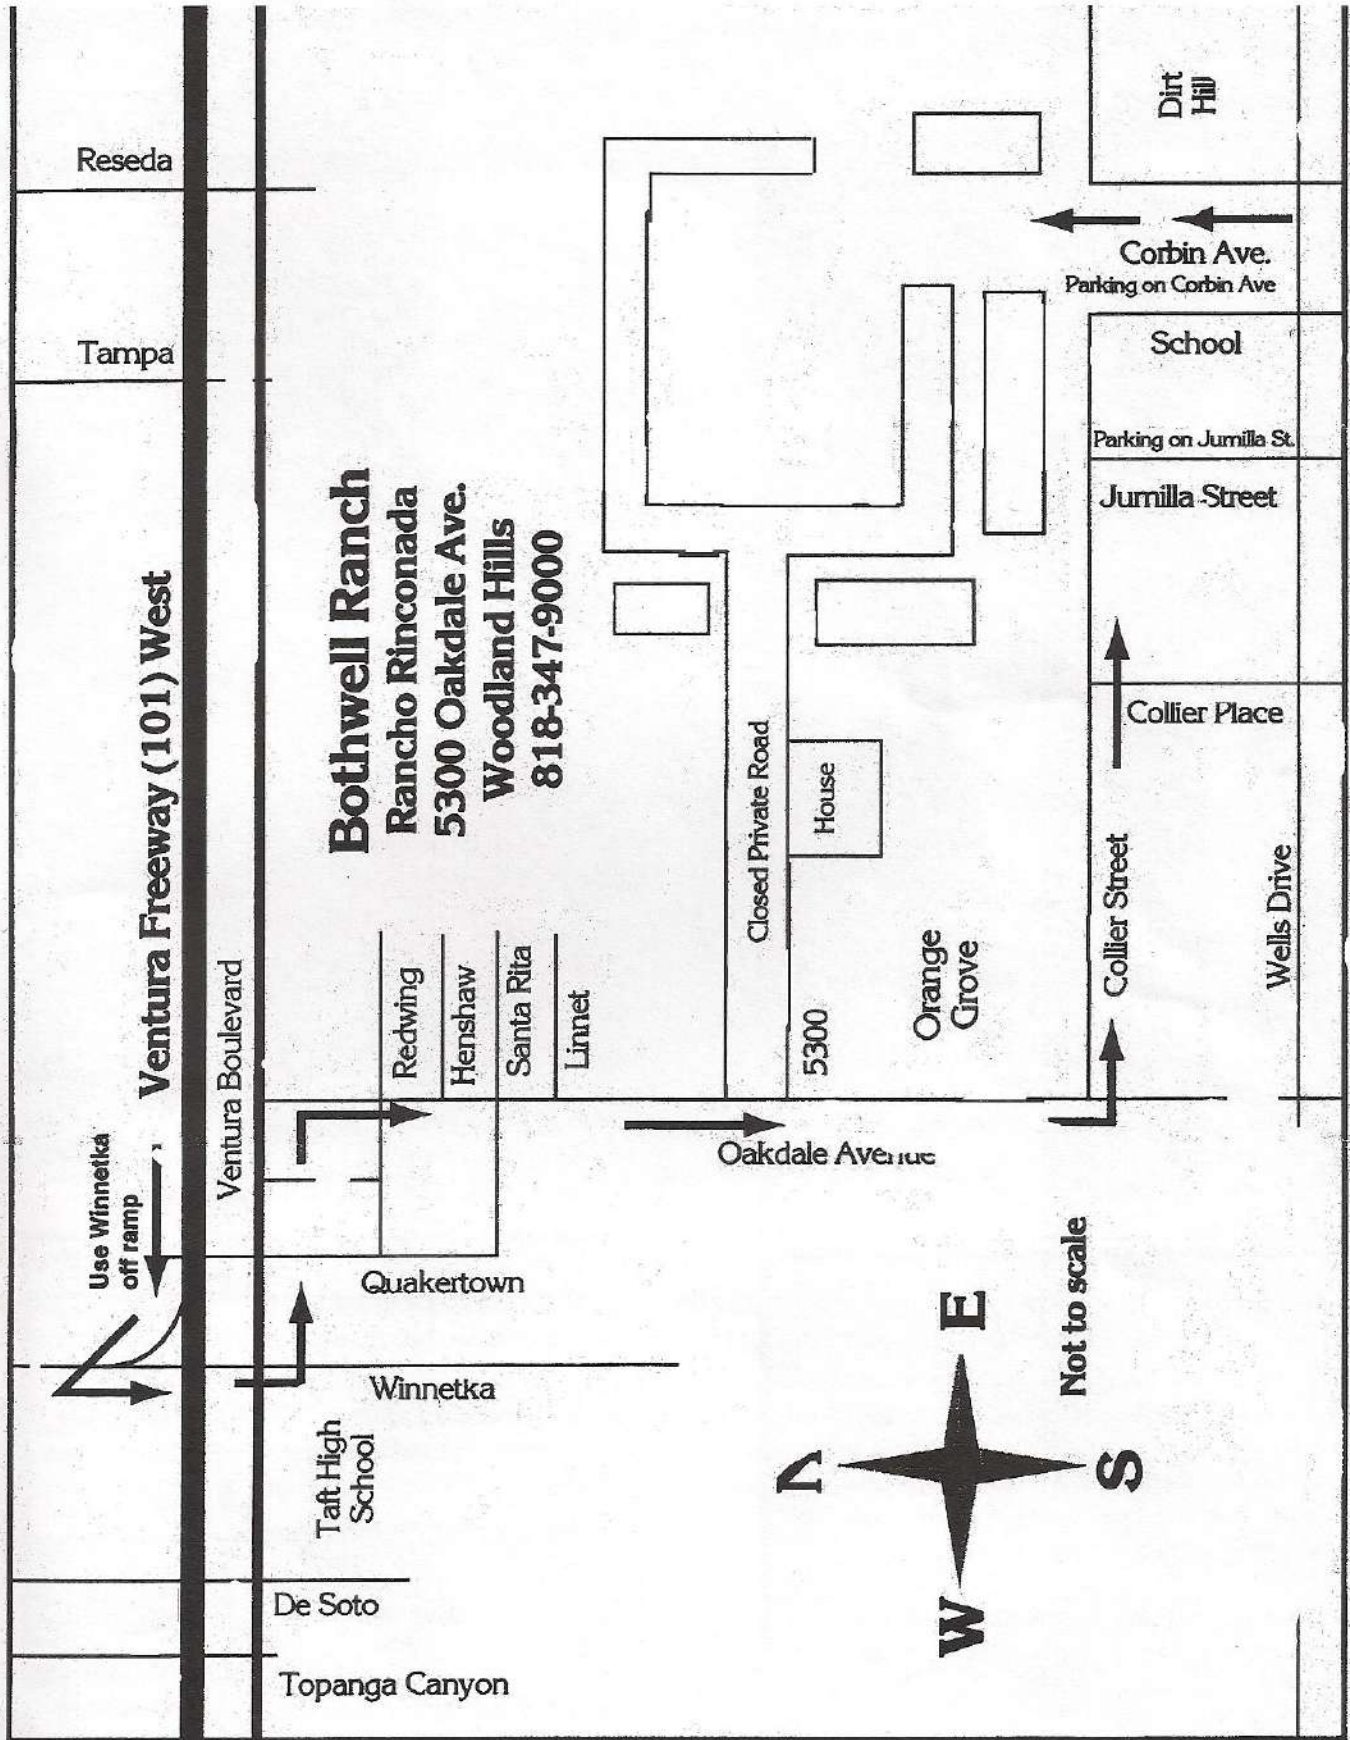 Reseda
Tampa
Ventura Freeway (101) West
Use Winnetka
off ramp
Ventura Boulevard
Bothwell Ranch
Rancho Rinconada
5300 Oakdale Ave.
Woodland Hills
818-347-9000
Redwing
Henshaw
Santa Rita
Linnet
Quakertown
Winnetka
Taft High
School
De Soto
Topanga Canyon
Oakdale Avenue
Closed Private Road
House
5300
Orange
Grove
Dirt
Hill
Corbin Ave.
Parking on Corbin Ave
School
Parking on Jumilla St.
Jumilla Street
Collier Place
Collier Street
Wells Drive
N
E
S
W
Not to scale